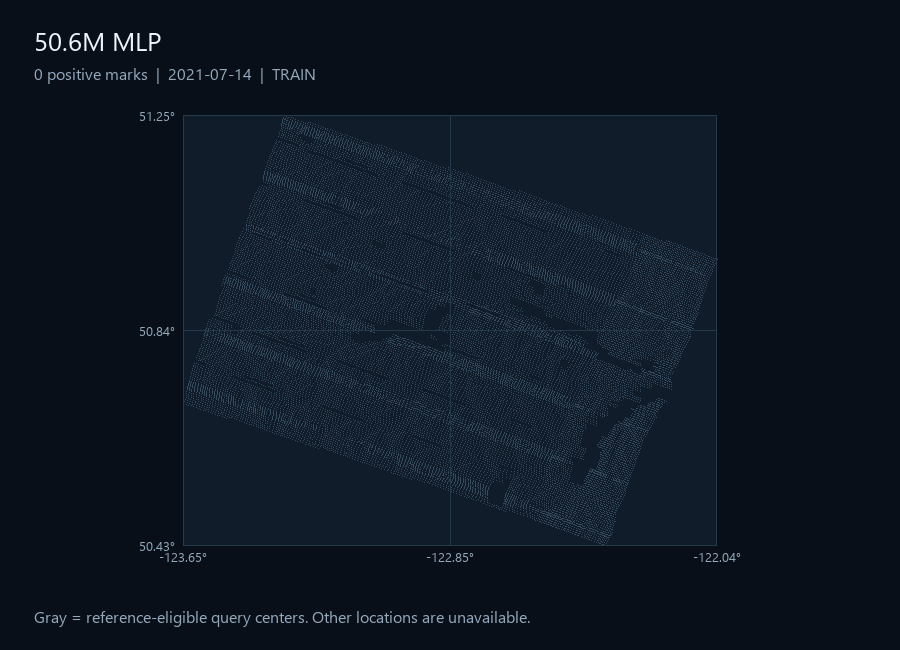 50.6M MLP
0 positive marks | 2021-07-14 | TRAIN
51.25°
50.84°
50.43°
-123.65°
-122.85°
-122.04°
Gray = reference-eligible query centers. Other locations are unavailable.